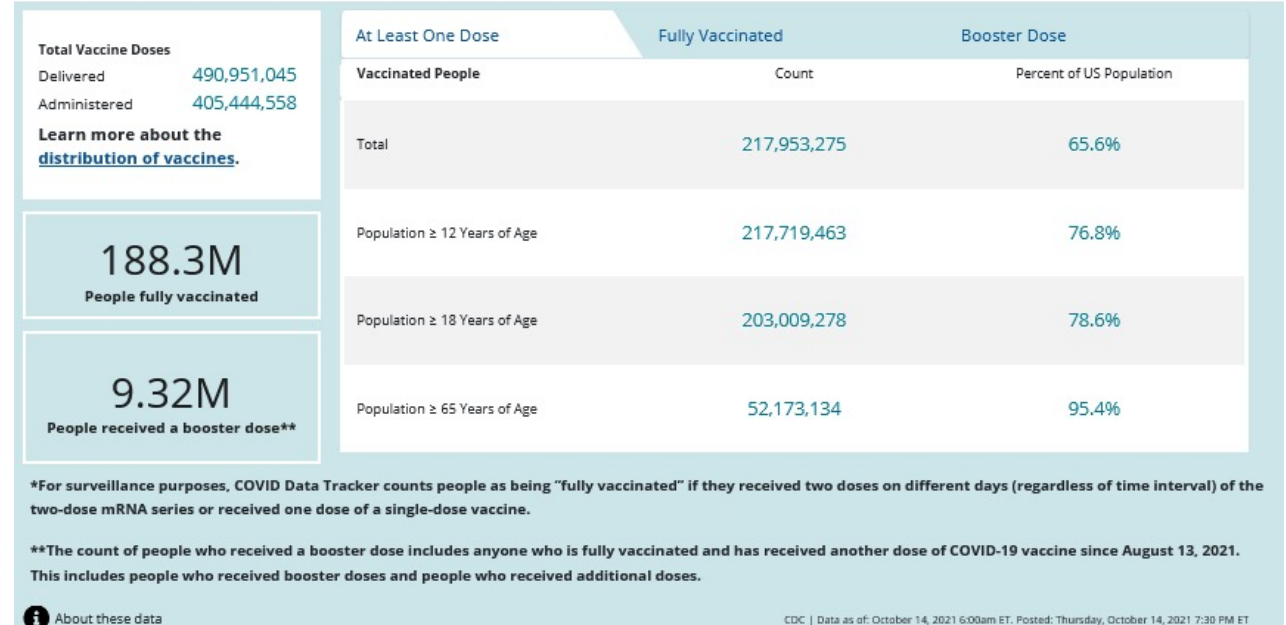 Total Vaccine Doses
Delivered 490,951,045
Administered 405,444,558
Learn more about the
distribution of vaccines.
188.3M
People fully vaccinated
9.32M
People received a booster dose**
At Least One Dose Fully Vaccinated Booster Dose
Vaccinated People Count Percent of US Population
Total 217,953,275 65.6%
Population ≥ 12 Years of Age 217,719,463 76.8%
Population ≥ 18 Years of Age 203,009,278 78.6%
Population ≥ 65 Years of Age 52,173,134 95.4%
*For surveillance purposes, COVID Data Tracker counts people as being "fully vaccinated" if they received two doses on different days (regardless of time interval) of the
two-dose mRNA series or received one dose of a single-dose vaccine.
**The count of people who received a booster dose includes anyone who is fully vaccinated and has received another dose of COVID-19 vaccine since August 13, 2021.
This includes people who received booster doses and people who received additional doses.
i About these data
CDC | Data as of: October 14, 2021 6:00am ET. Posted: Thursday, October 14, 2021 7:30 PM ET